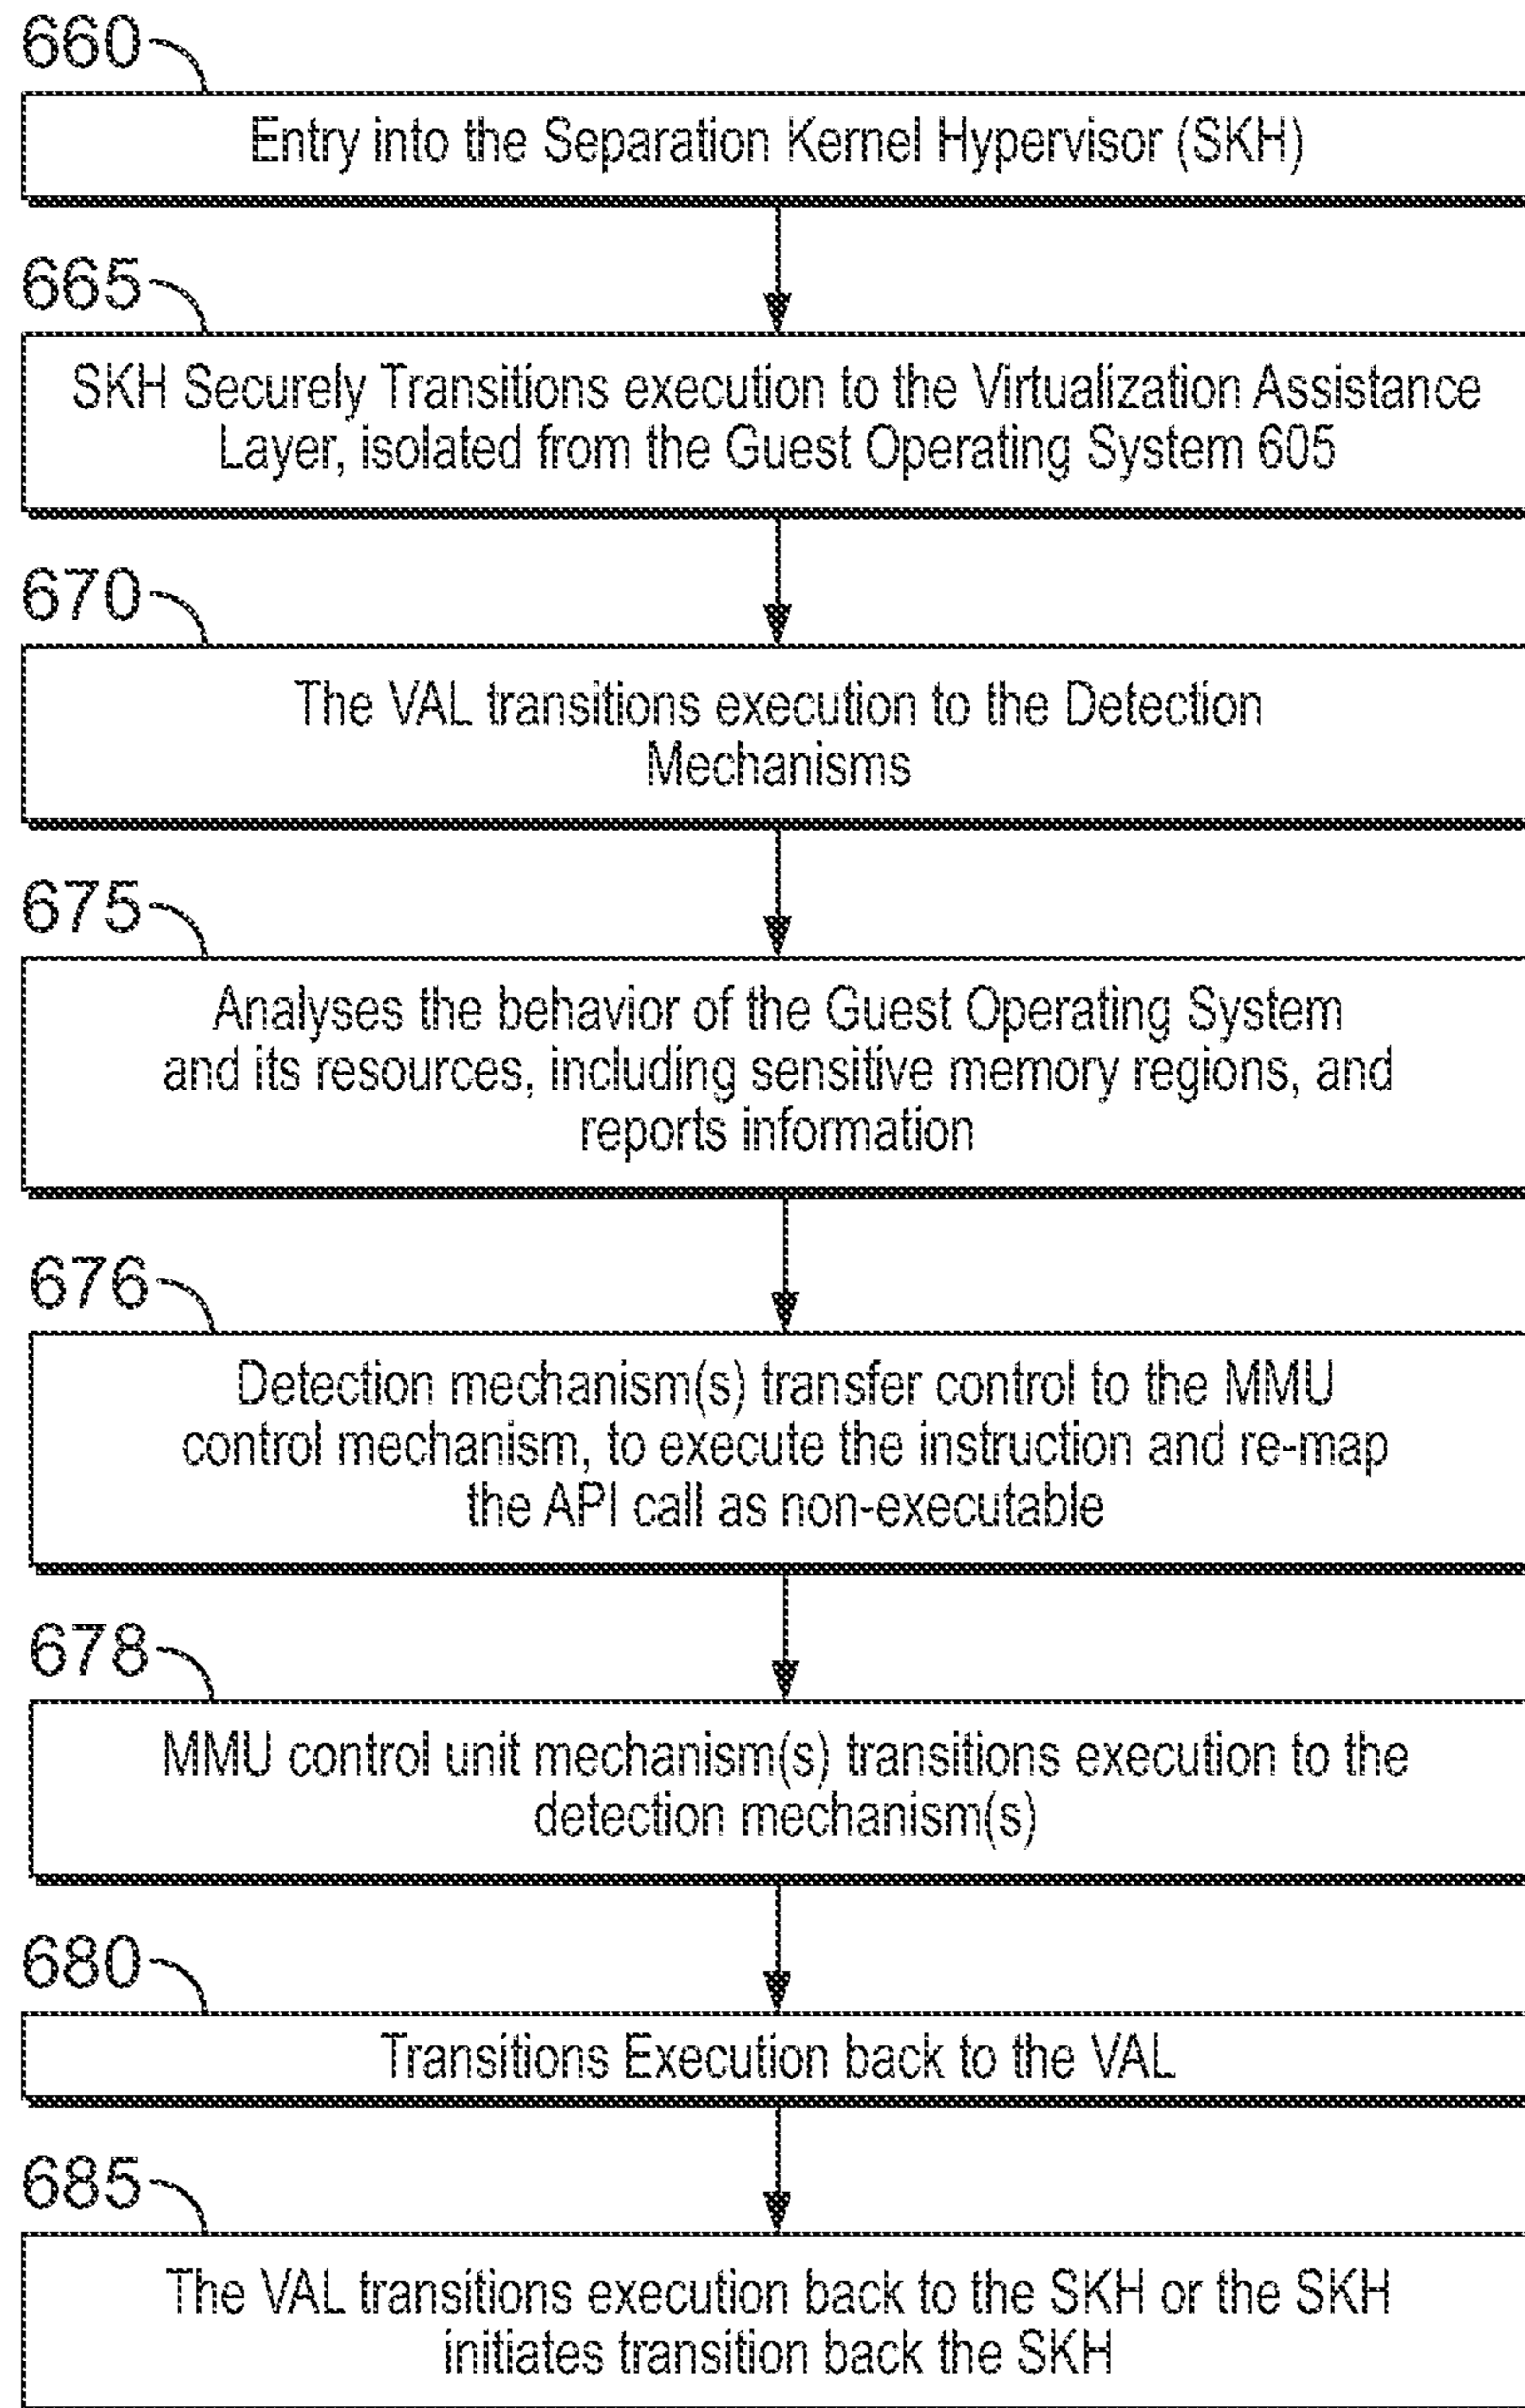 660
Entry into the Separation Kernel Hypervisor (SKH)
665
SKH Securely Transitions execution to the Virtualization Assistance
Layer, isolated from the Guest Operating System 605
670
The VAL transitions execution to the Detection
Mechanisms
675
Analyses the behavior of the Guest Operating System
and its resources, including sensitive memory regions, and
reports information
676
Detection mechanism(s) transfer control to the MMU
control mechanism, to execute the instruction and re-map
the API call as non-executable
678
MMU control unit mechanism(s) transitions execution to the
detection mechanism(s)
680
Transitions Execution back to the VAL
685
The VAL transitions execution back to the SKH or the SKH
initiates transition back the SKH